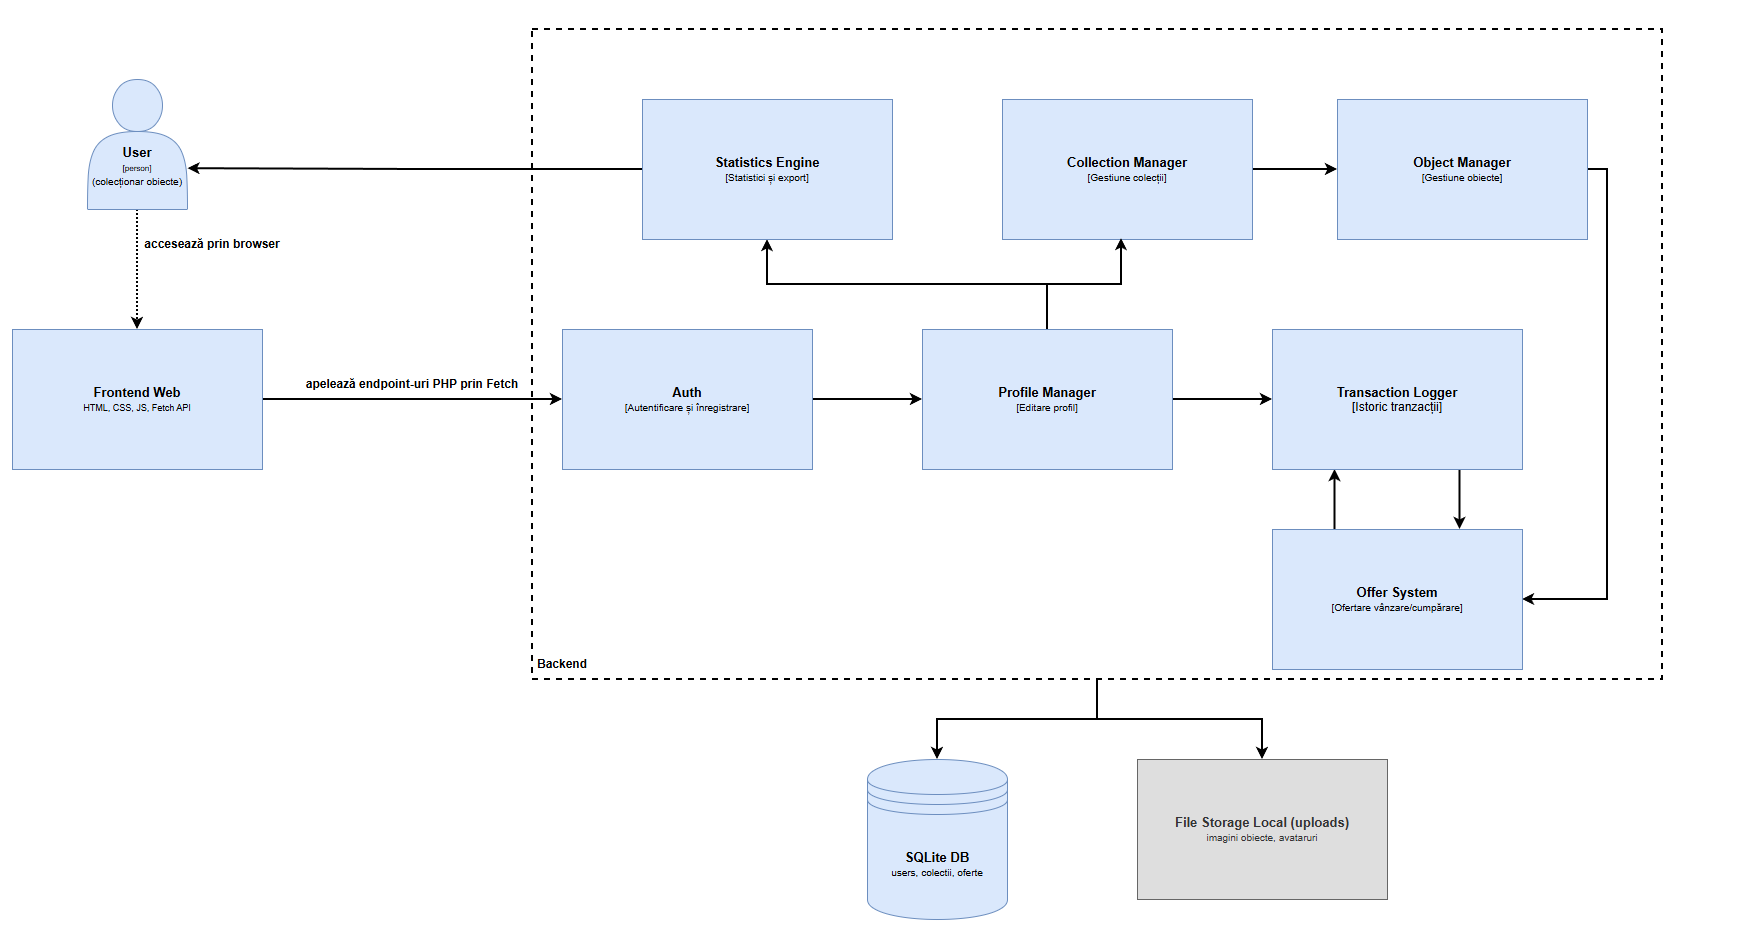 User
[person]
(colecționar obiecte)
accesează prin browser
Frontend Web
HTML, CSS, JS, Fetch API
apelează endpoint-uri PHP prin Fetch
Statistics Engine
[Statistici și export]
Collection Manager
[Gestiune colecții]
Object Manager
[Gestiune obiecte]
Auth
[Autentificare și înregistrare]
Profile Manager
[Editare profil]
Transaction Logger
[Istoric tranzacții]
Offer System
[Ofertare vânzare/cumpărare]
Backend
SQLite DB
users, colectii, oferte
File Storage Local (uploads)
imagini obiecte, avataruri